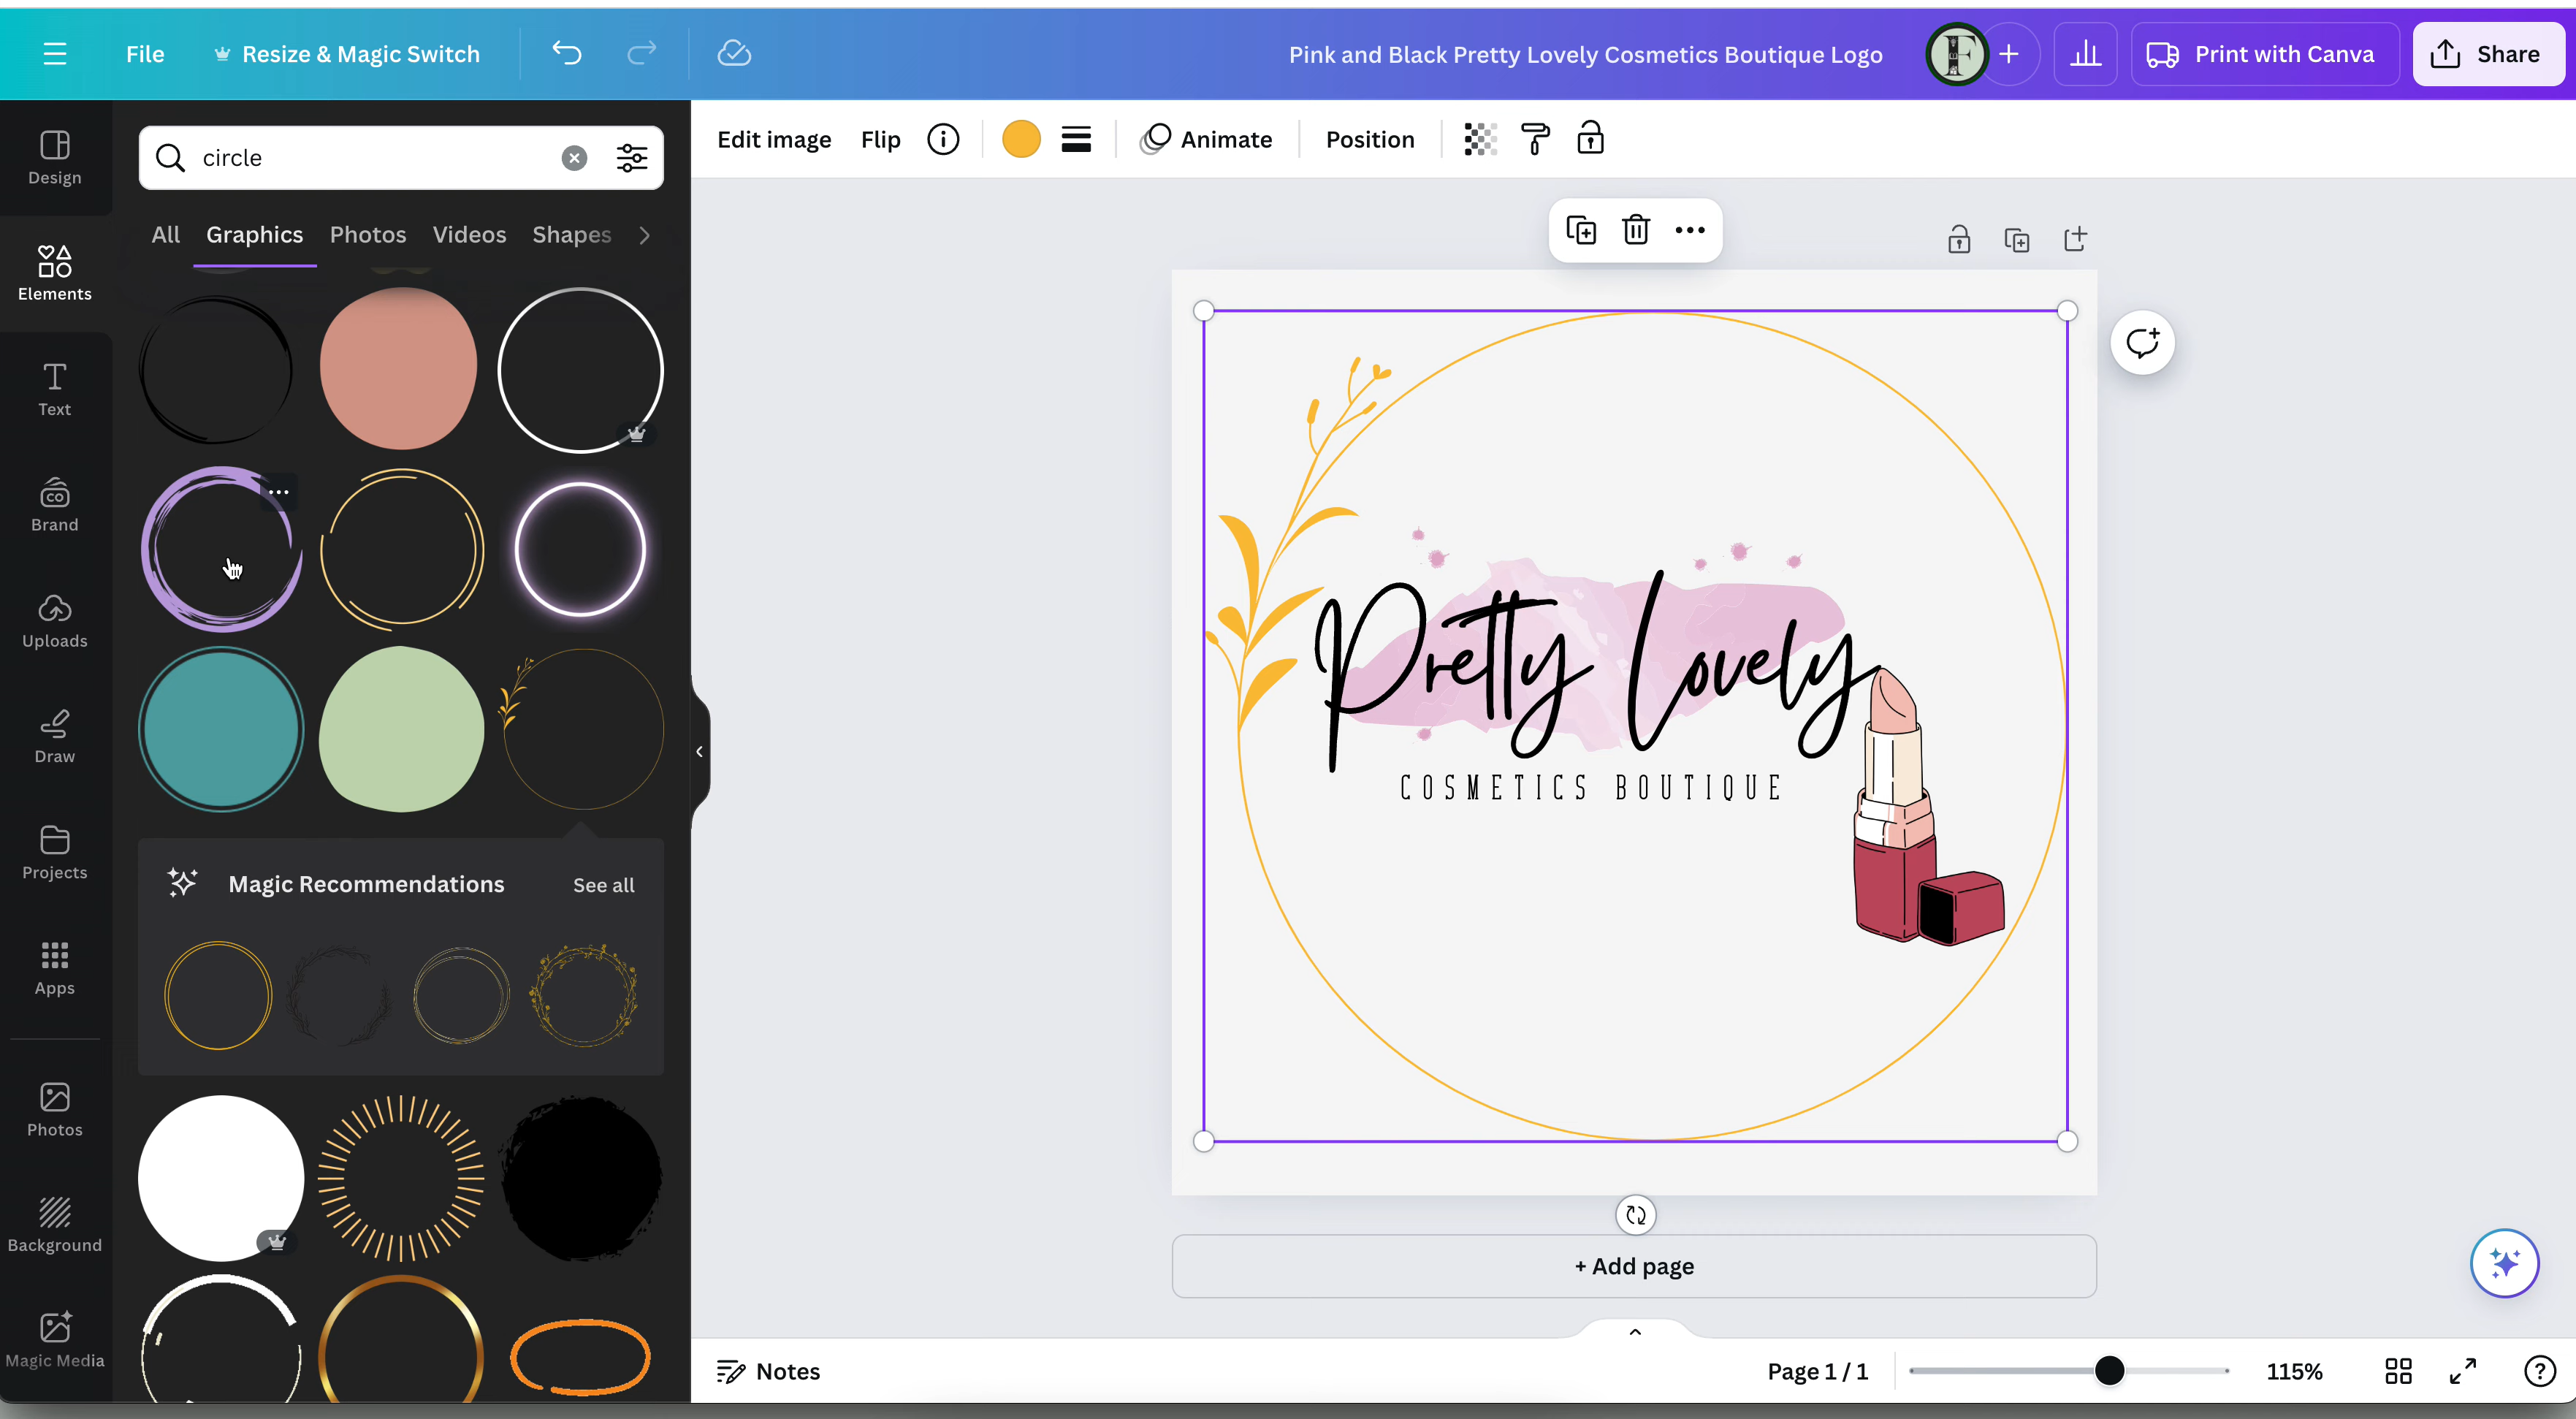 File
Resize & Magic Switch
Pink and Black Pretty Lovely Cosmetics Boutique Logo
F
Print with Canva
Share
Design
Elements
Text
CO
Brand
Uploads
Draw
Projects
Apps
Photos
Background
Magic Media
circle
All Graphics Photos Videos Shapes
Magic Recommendations See all
Edit image Flip Animate Position
Pretty Lovely
COSMETICS BOUTIQUE
+ Add page
Notes
Page 1 / 1
115%